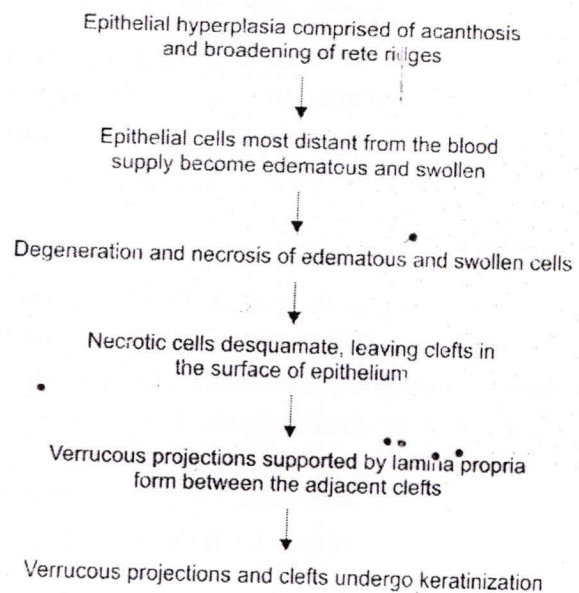 Epithelial hyperplasia comprised of acanthosis
and broadening of rete ridges
Epithelial cells most distant from the blood
supply become edematous and swollen
Degeneration and necrosis of edematous and swollen cells
Necrotic cells desquamate, leaving clefts in
the surface of epithelium
Verrucous projections supported by lamina propria
form between the adjacent clefts
Verrucous projections and clefts undergo keratinization